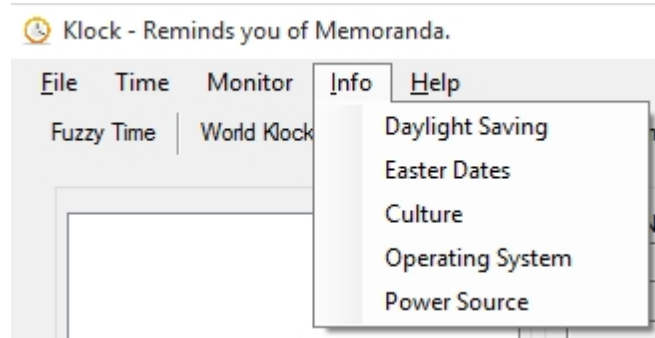 Klock - Reminds you of Memoranda.
File Time Monitor Info Help
Fuzzy Time World Klock
Daylight Saving
Easter Dates
Culture
Operating System
Power Source